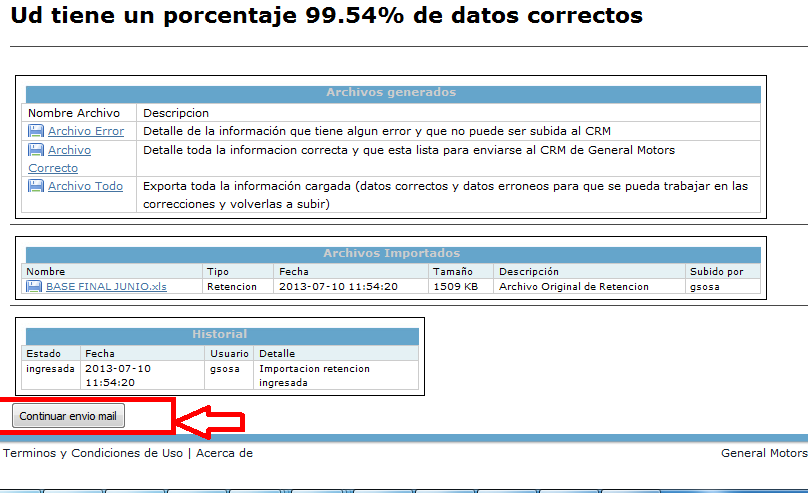 Ud tiene un porcentaje 99.54% de datos correctos
Archivos generados
Nombre Archivo Descripcion
Archivo Error Detalle de la información que tiene algun error y que no puede ser subida al CRM
Archivo Correcto Detalle toda la informacion correcta y que esta lista para enviarse al CRM de General Motors
Archivo Todo Exporta toda la información cargada (datos correctos y datos erroneos para que se pueda trabajar en las
correcciones y volverlas a subir)
Archivos Importados
Nombre Tipo Fecha Tamaño Descripción Subido por
BASE FINAL JUNIO.xls Retencion 2013-07-10 11:54:20 1509 KB Archivo Original de Retencion gsosa
Historial
Estado Fecha Usuario Detalle
ingresada 2013-07-10 gsosa Importacion retencion
11:54:20 ingresada
Continuar envio mail
Terminos y Condiciones de Uso | Acerca de General Motors